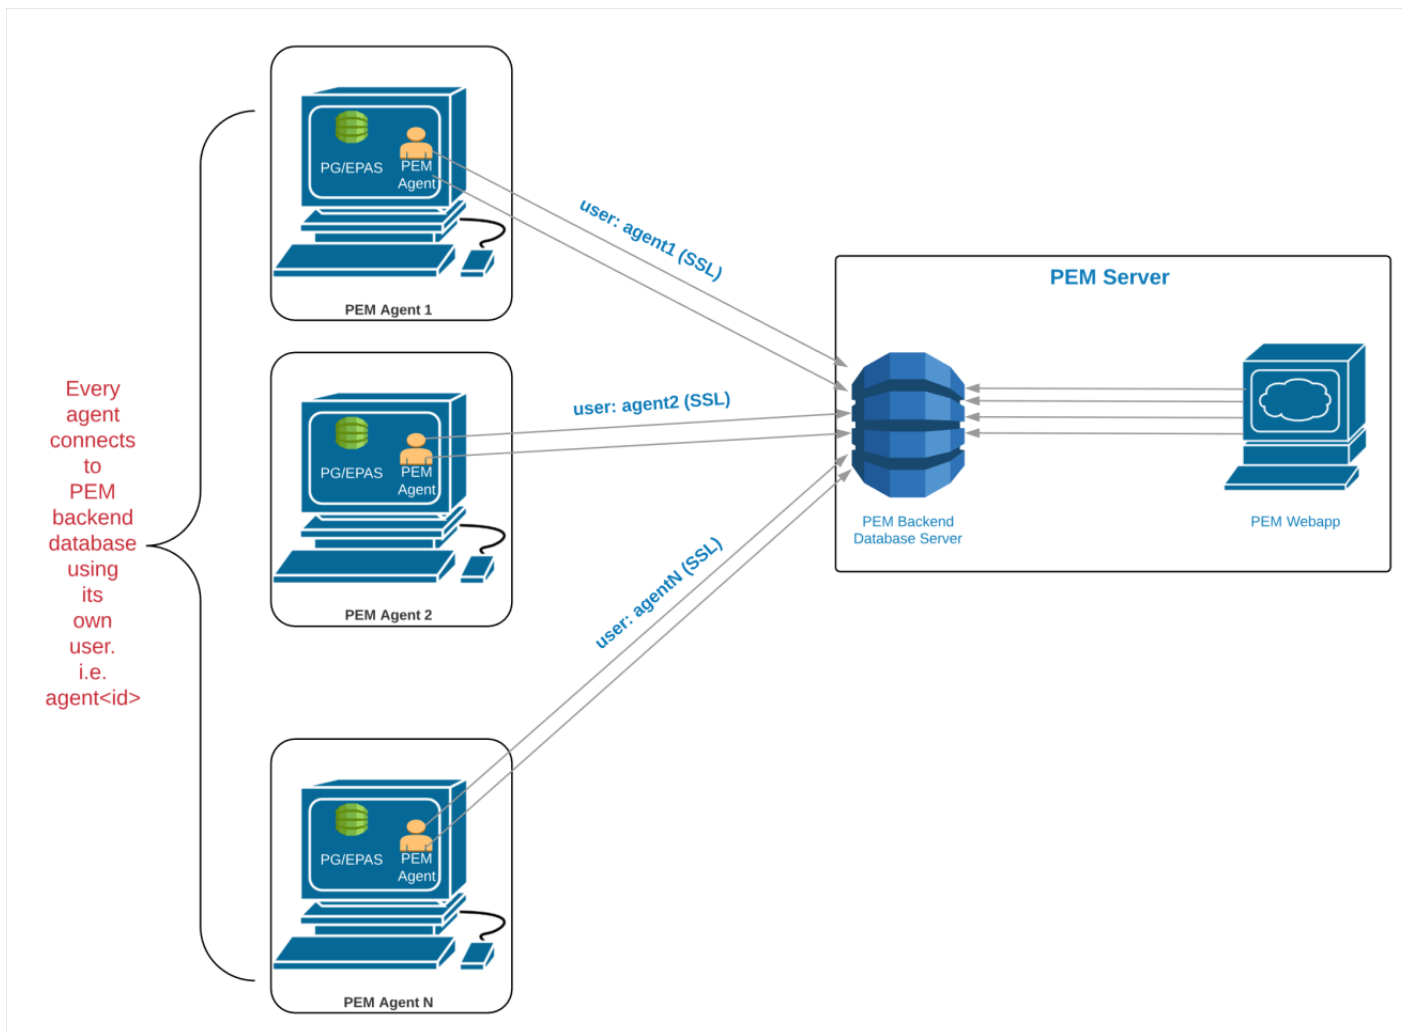 Every
agent
connects
to
PEM
backend
database
using
its
own
user.
i.e.
agent<id>
PG/EPAS
PEM
Agent
PEM Agent 1
PG/EPAS
PEM
Agent
PEM Agent 2
PG/EPAS
PEM
Agent
PEM Agent N
user: agent1 (SSL)
user: agent2 (SSL)
user: agentN (SSL)
PEM Server
PEM Backend
Database Server
PEM Webapp